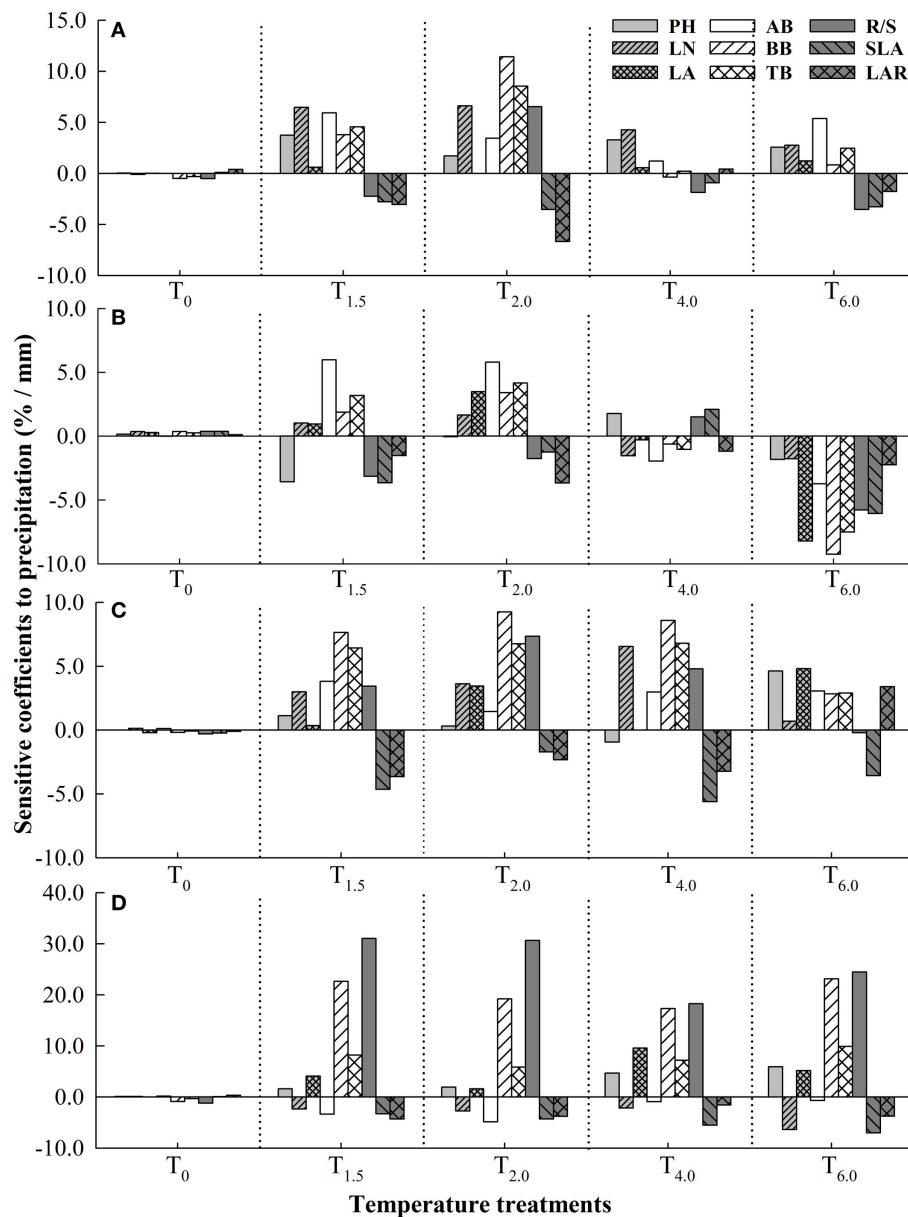 A
15.0
10.0
5.0
0.0
-5.0
-10.0
PH AB R/S
LN BB SLA
LA TB LAR
T0 T1.5 T2.0 T4.0 T6.0
B
10.0
5.0
0.0
-5.0
-10.0
T0 T1.5 T2.0 T4.0 T6.0
Sensitive coefficients to precipitation (% / mm)
C
10.0
5.0
0.0
-5.0
-10.0
T0 T1.5 T2.0 T4.0 T6.0
D
40.0
30.0
20.0
10.0
0.0
-10.0
T0 T1.5 T2.0 T4.0 T6.0
Temperature treatments